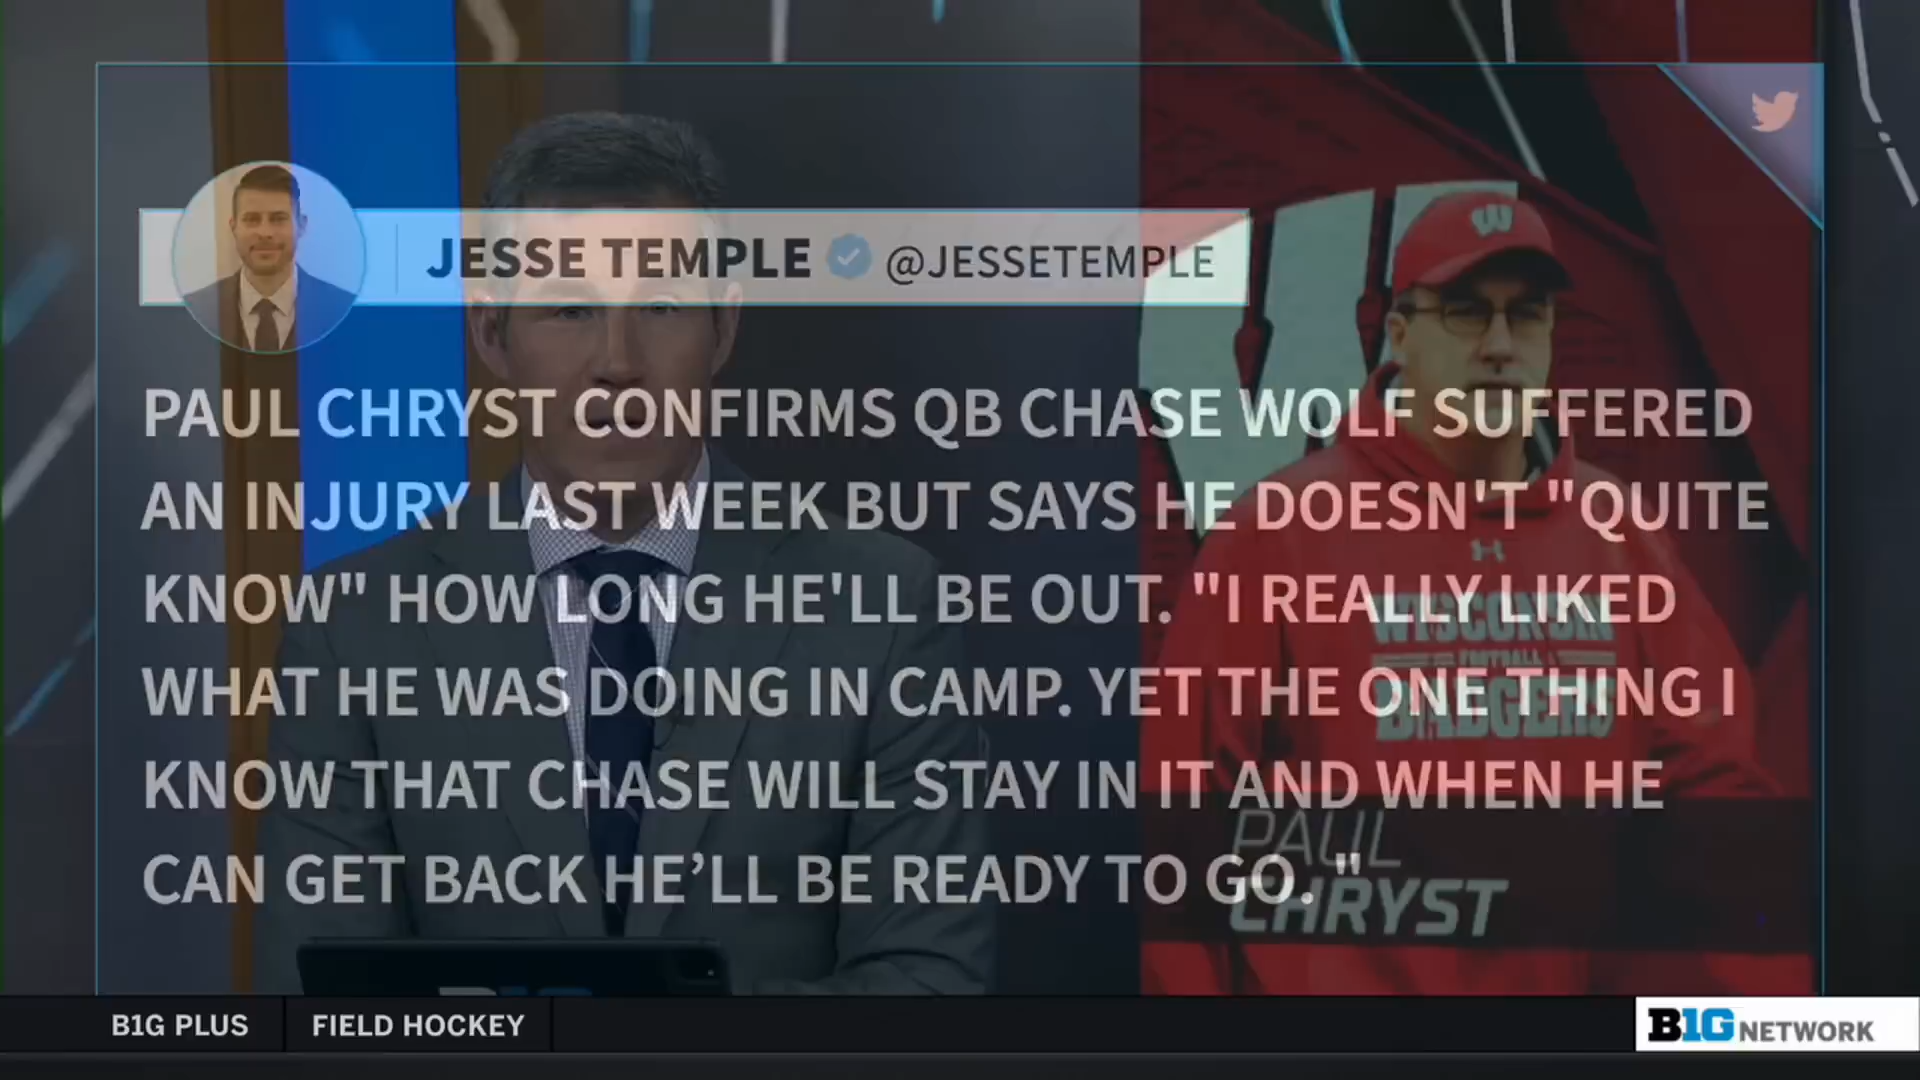 JESSE TEMPLE @JESSETEMPLE
W
PAUL CHRYST CONFIRMS QB CHASE WOLF SUFFERED
AN INJURY LAST WEEK BUT SAYS HE DOESN'T "QUITE
KNOW" HOW LONG HE'LL BE OUT. "I REALLY LIKED
WHAT HE WAS DOING IN CAMP. YET THE ONE THING I
KNOW THAT CHASE WILL STAY IN IT AND WHEN HE
CAN GET BACK HE’LL BE READY TO GO. "
WISCONSIN
FOOTBALL
BADGERS
PAUL
CHRYST
B1G PLUS
FIELD HOCKEY
B1G NETWORK